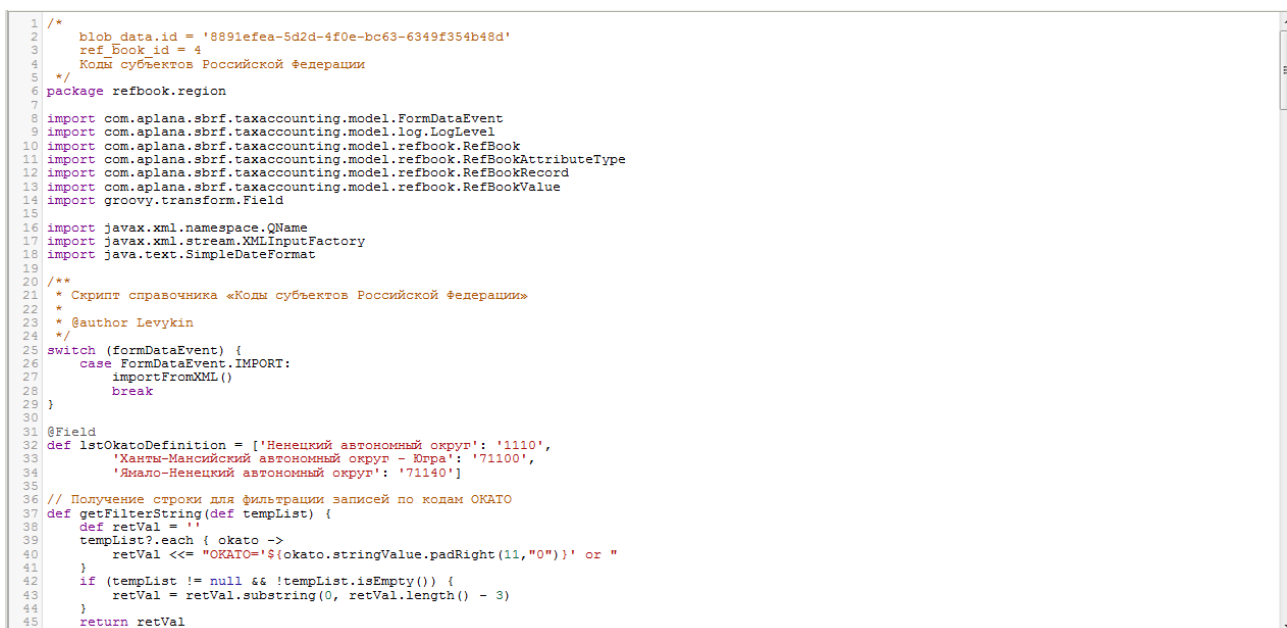 1 /*
2     blob_data.id = '8891efea-5d2d-4f0e-bc63-6349f354b48d'
3     ref_book_id = 4
4     Коды субъектов Российской Федерации
5  */
6 package refbook.region
7
8 import com.aplana.sbrf.taxaccounting.model.FormDataEvent
9 import com.aplana.sbrf.taxaccounting.model.log.LogLevel
10 import com.aplana.sbrf.taxaccounting.model.refbook.RefBook
11 import com.aplana.sbrf.taxaccounting.model.refbook.RefBookAttributeType
12 import com.aplana.sbrf.taxaccounting.model.refbook.RefBookRecord
13 import com.aplana.sbrf.taxaccounting.model.refbook.RefBookValue
14 import groovy.transform.Field
15
16 import javax.xml.namespace.QName
17 import javax.xml.stream.XMLInputFactory
18 import java.text.SimpleDateFormat
19
20 /**
21  * Скрипт справочника «Коды субъектов Российской Федерации»
22  *
23  * @author Levykin
24  */
25 switch (formDataEvent) {
26     case FormDataEvent.IMPORT:
27         importFromXML()
28         break
29 }
30
31 @Field
32 def lstOkatoDefinition = ['Ненецкий автономный округ': '1110',
33         'Ханты-Мансийский автономный округ - Югра': '71100',
34         'Ямало-Ненецкий автономный округ': '71140']
35
36 // Получение строки для фильтрации записей по кодам ОКАТО
37 def getFilterString(def tempList) {
38     def retVal = ''
39     tempList?.each { okato ->
40         retVal <<= "OKATO='${okato.stringValue.padRight(11,"0")}' or "
41     }
42     if (tempList != null && !tempList.isEmpty()) {
43         retVal = retVal.substring(0, retVal.length() - 3)
44     }
45     return retVal